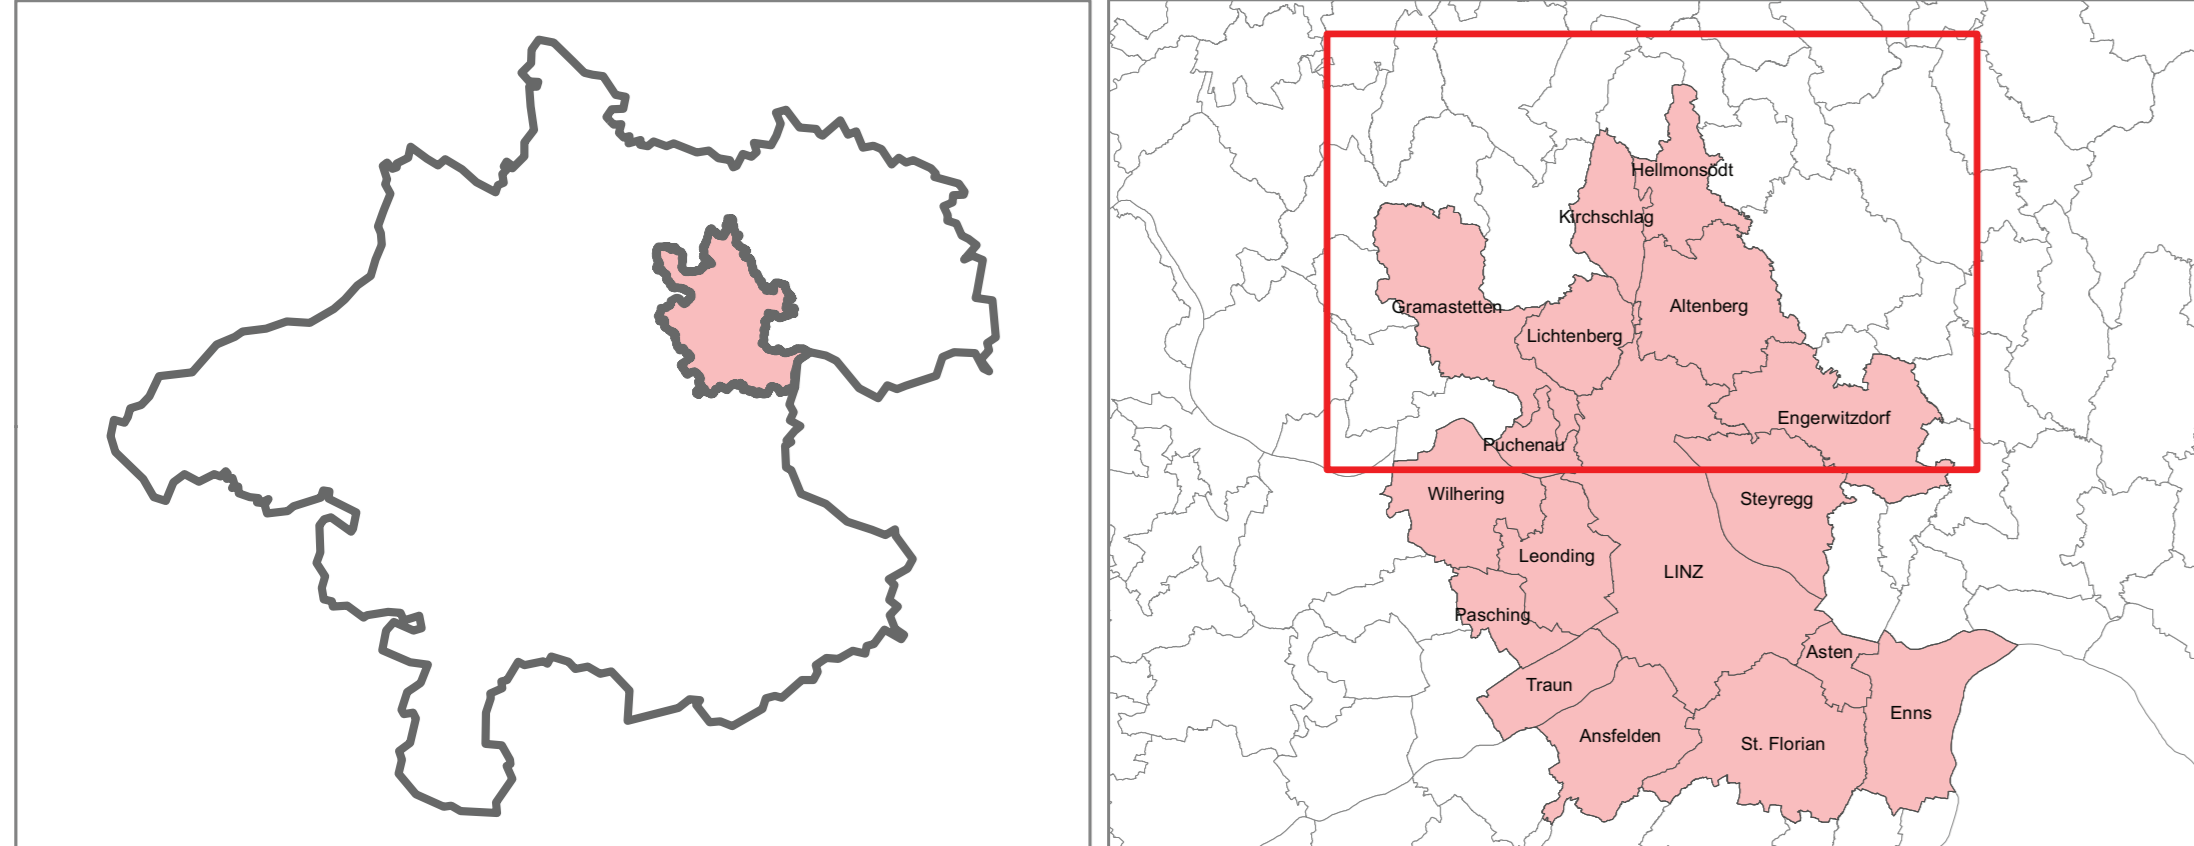 Hellmonsödt
Kirchschlag
Gramastetten
Altenberg
Lichtenberg
Engerwitzdorf
Puchenau
Wilhering
Steyregg
Leonding
LINZ
Pasching
Asten
Traun
Enns
Ansfelden
St. Florian